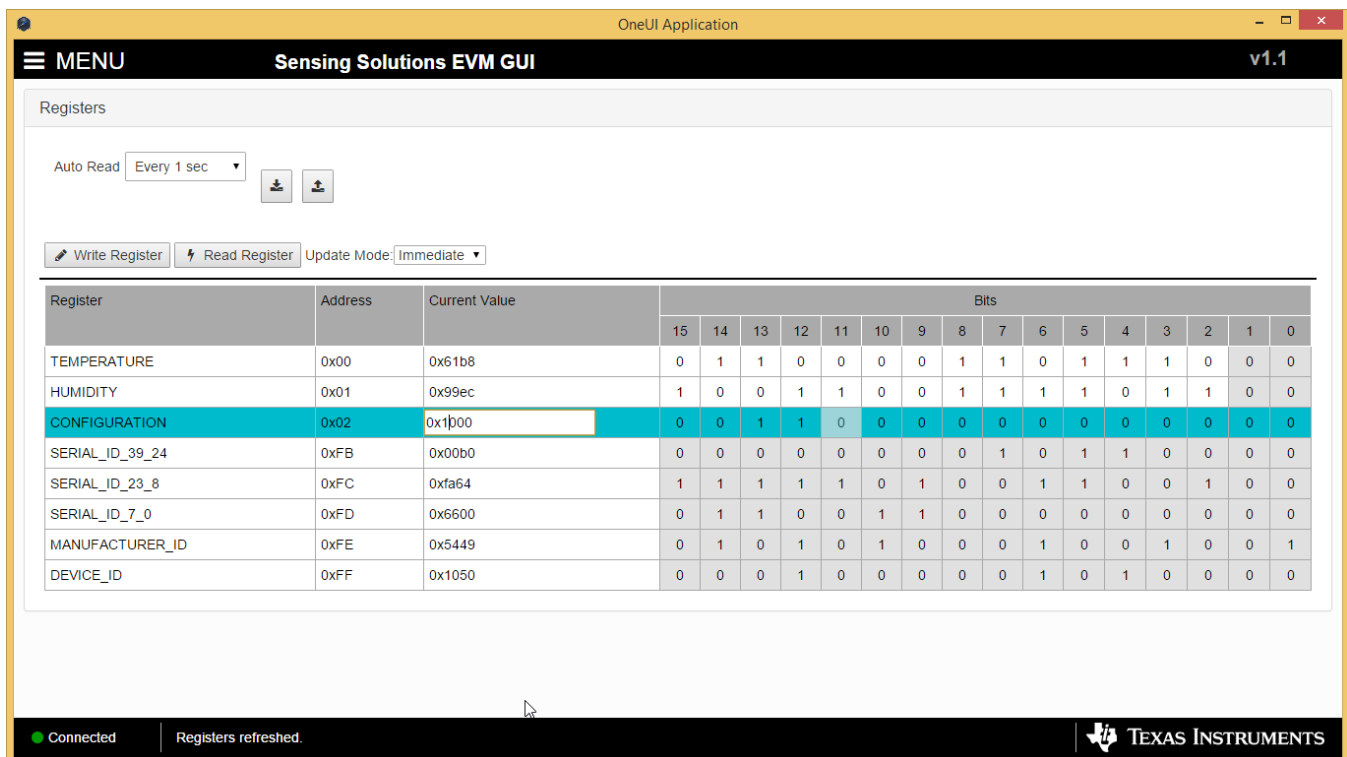 OneUI Application
MENU Sensing Solutions EVM GUI v1.1
Registers
Auto Read Every 1 sec
Write Register Read Register Update Mode: Immediate
Register Address Current Value Bits
15 14 13 12 11 10 9 8 7 6 5 4 3 2 1 0
TEMPERATURE 0x00 0x61b8 0 1 1 0 0 0 0 1 1 0 1 1 1 0 0 0
HUMIDITY 0x01 0x99ec 1 0 0 1 1 0 0 1 1 1 1 0 1 1 0 0
CONFIGURATION 0x02 0x1000 0 0 1 1 0 0 0 0 0 0 0 0 0 0 0 0
SERIAL_ID_39_24 0xFB 0x00b0 0 0 0 0 0 0 0 0 1 0 1 1 0 0 0 0
SERIAL_ID_23_8 0xFC 0xfa64 1 1 1 1 1 0 1 0 0 1 1 0 0 1 0 0
SERIAL_ID_7_0 0xFD 0x6600 0 1 1 0 0 1 1 0 0 0 0 0 0 0 0 0
MANUFACTURER_ID 0xFE 0x5449 0 1 0 1 0 1 0 0 0 1 0 0 1 0 0 1
DEVICE_ID 0xFF 0x1050 0 0 0 1 0 0 0 0 0 1 0 1 0 0 0 0
Connected Registers refreshed. TEXAS INSTRUMENTS